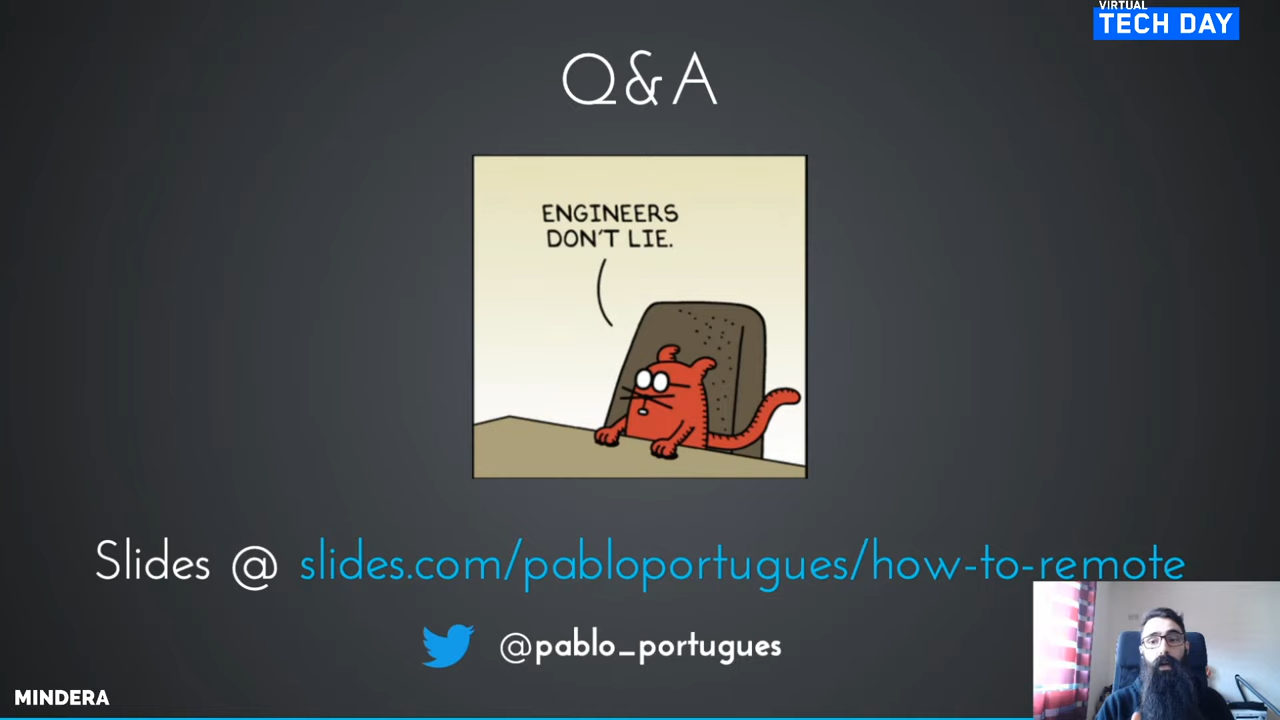 VIRTUAL
TECH DAY
Q&A
ENGINEERS
DON'T LIE.
Slides @ slides.com/pabloportugues/how-to-remote
@pablo_portugues
MINDERA